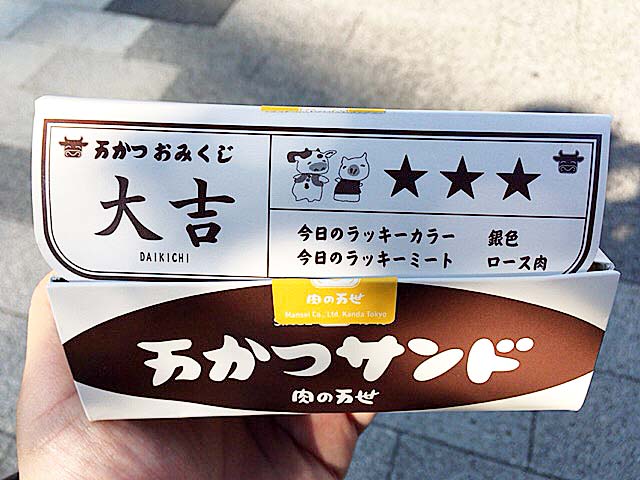 万かつ おみくじ
大吉
DAIKICHI
★★★
今日のラッキーカラー 銀色
今日のラッキーミート ロース肉
肉の万世
Mansei Co., Ltd. Kanda Tokyo
万かつサンド
肉の万世